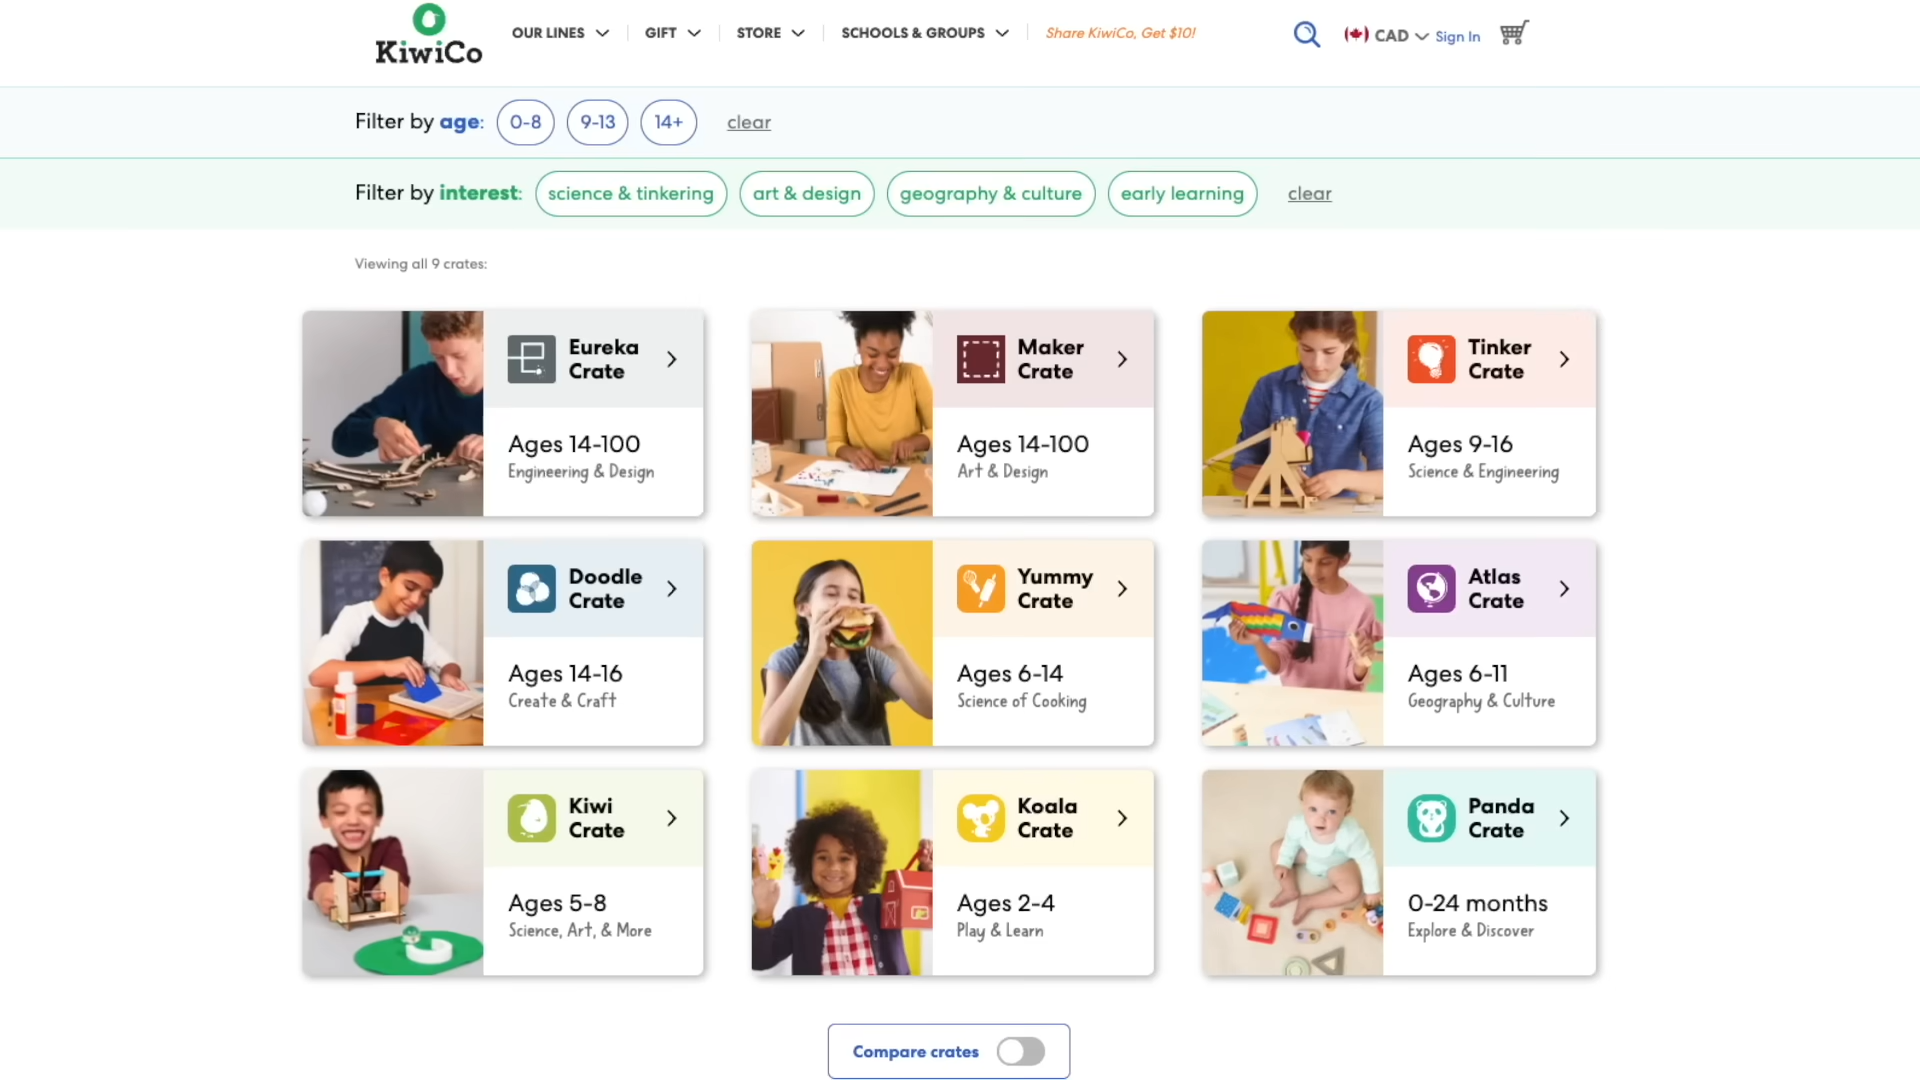 KiwiCo
OUR LINES
GIFT
STORE
SCHOOLS & GROUPS
Share KiwiCo, Get $10!
CAD
Sign In
Filter by age:
0-8
9-13
14+
clear
Filter by interest:
science & tinkering
art & design
geography & culture
early learning
clear
Viewing all 9 crates:
Eureka
Crate
Ages 14-100
Engineering & Design
Maker
Crate
Ages 14-100
Art & Design
Tinker
Crate
Ages 9-16
Science & Engineering
Doodle
Crate
Ages 14-16
Create & Craft
Yummy
Crate
Ages 6-14
Science of Cooking
Atlas
Crate
Ages 6-11
Geography & Culture
Kiwi
Crate
Ages 5-8
Science, Art, & More
Koala
Crate
Ages 2-4
Play & Learn
Panda
Crate
0-24 months
Explore & Discover
Compare crates